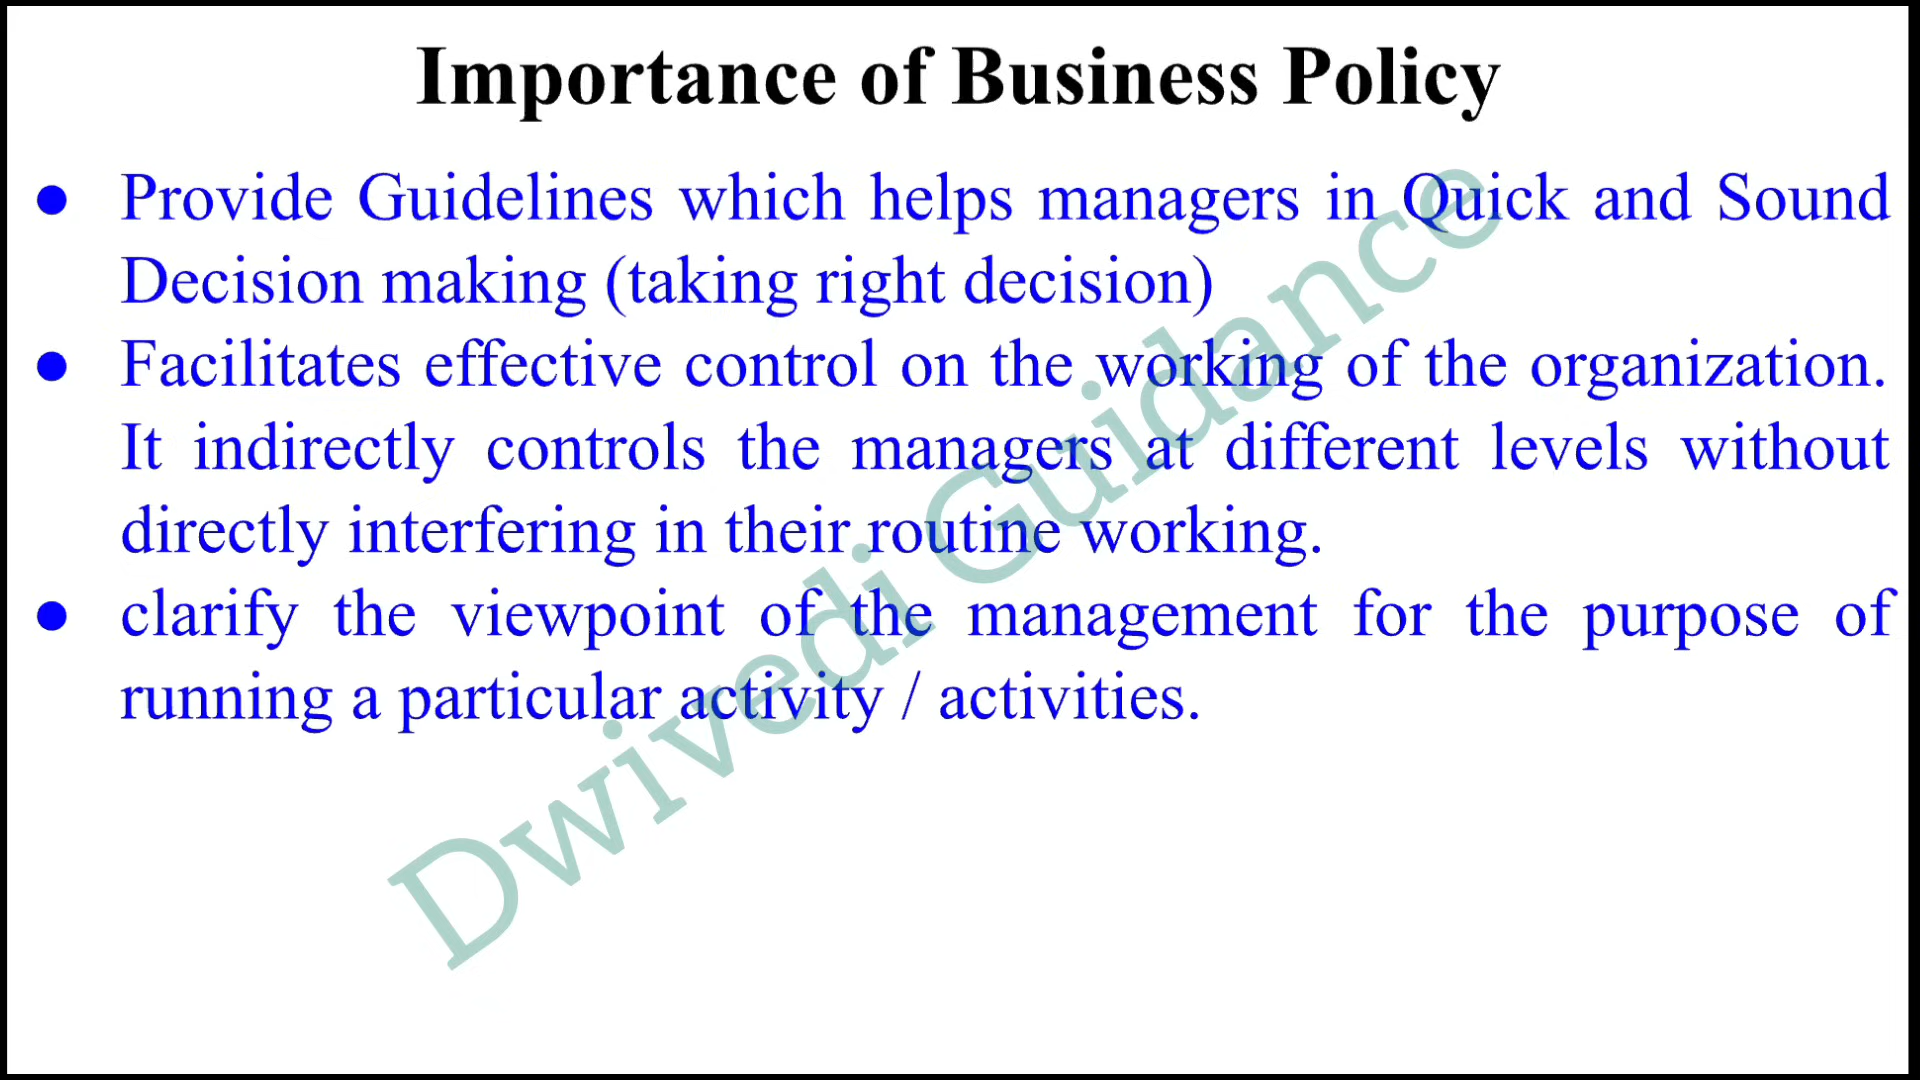 Importance of Business Policy
● Provide Guidelines which helps managers in Quick and Sound
Decision making (taking right decision)
● Facilitates effective control on the working of the organization.
It indirectly controls the managers at different levels without
directly interfering in their routine working.
● clarify the viewpoint of the management for the purpose of
running a particular activity / activities.
Dwivedi Guidance